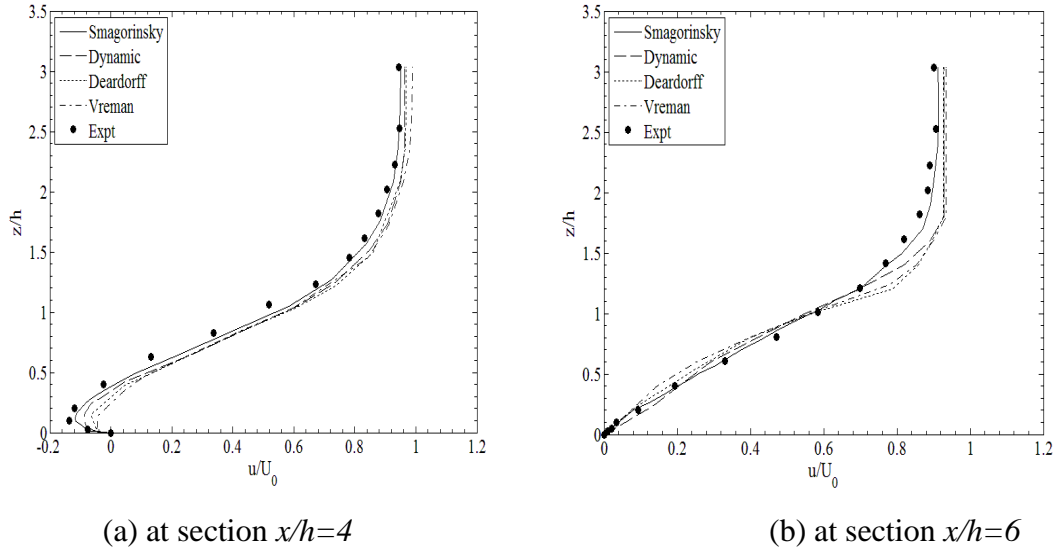 3.5
3
2.5
2
1.5
1
0.5
0
z/h
Smagorinsky
Dynamic
Deardorff
Vreman
Expt
-0.2 0 0.2 0.4 0.6 0.8 1 1.2
u/U0
(a) at section x/h=4
3.5
3
2.5
2
1.5
1
0.5
0
z/h
Smagorinsky
Dynamic
Deardorff
Vreman
Expt
0 0.2 0.4 0.6 0.8 1 1.2
u/U0
(b) at section x/h=6